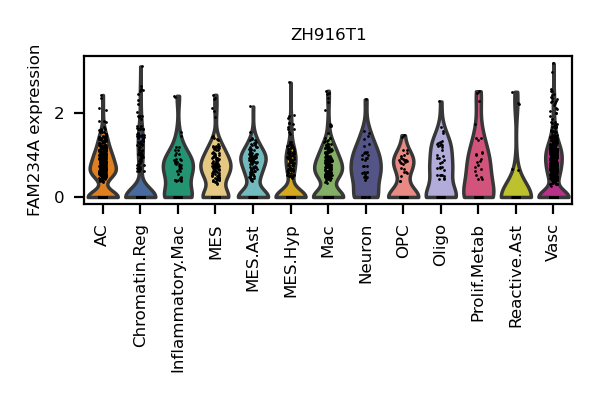 ZH916T1
FAM234A expression
2
0
AC
Chromatin.Reg
Inflammatory.Mac
MES
MES.Ast
MES.Hyp
Mac
Neuron
OPC
Oligo
Prolif.Metab
Reactive.Ast
Vasc